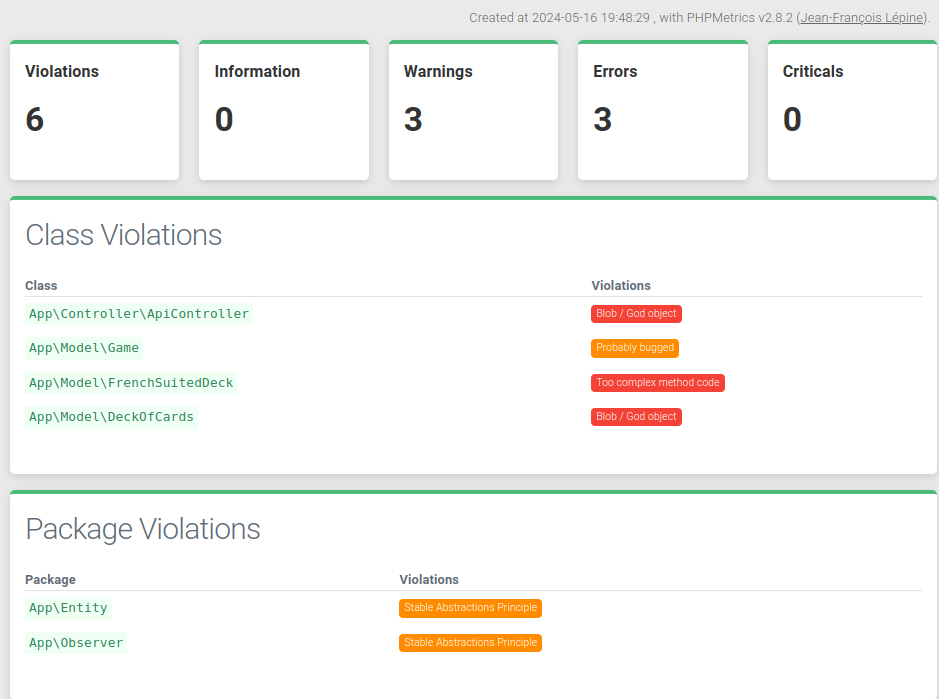 Created at 2024-05-16 19:48:29 , with PHPMetrics v2.8.2 (Jean-François Lépine).
Violations Information Warnings Errors Criticals
6 0 3 3 0
Class Violations
Class Violations
App\Controller\ApiController Blob / God object
App\Model\Game Probably bugged
App\Model\FrenchSuitedDeck Too complex method code
App\Model\DeckOfCards Blob / God object
Package Violations
Package Violations
App\Entity Stable Abstractions Principle
App\Observer Stable Abstractions Principle